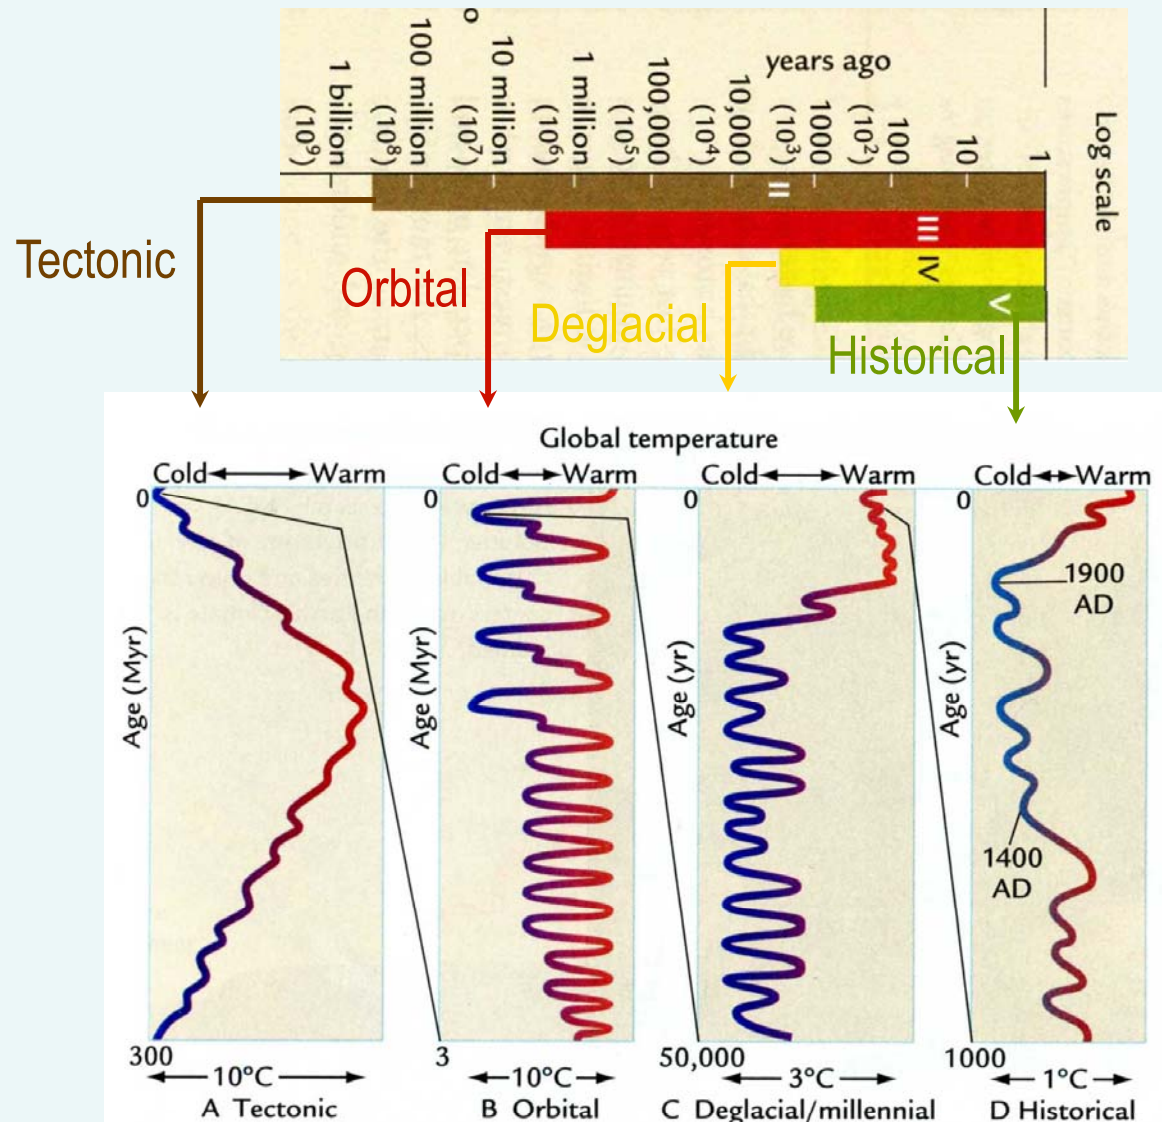 Log scale
years ago
1
10
100
(10²)
1000
(10³)
10,000
(10⁴)
100,000
(10⁵)
1 million
(10⁶)
10 million
(10⁷)
100 million
(10⁸)
1 billion
(10⁹)
II
III
IV
V
Tectonic
Orbital
Deglacial
Historical
Global temperature
Cold Warm
Cold Warm
Cold Warm
Cold Warm
0
0
0
0
Age (Myr)
Age (Myr)
Age (yr)
Age (yr)
1900
AD
1400
AD
300
3
50,000
1000
10°C
10°C
3°C
1°C
A Tectonic
B Orbital
C Deglacial/millennial
D Historical